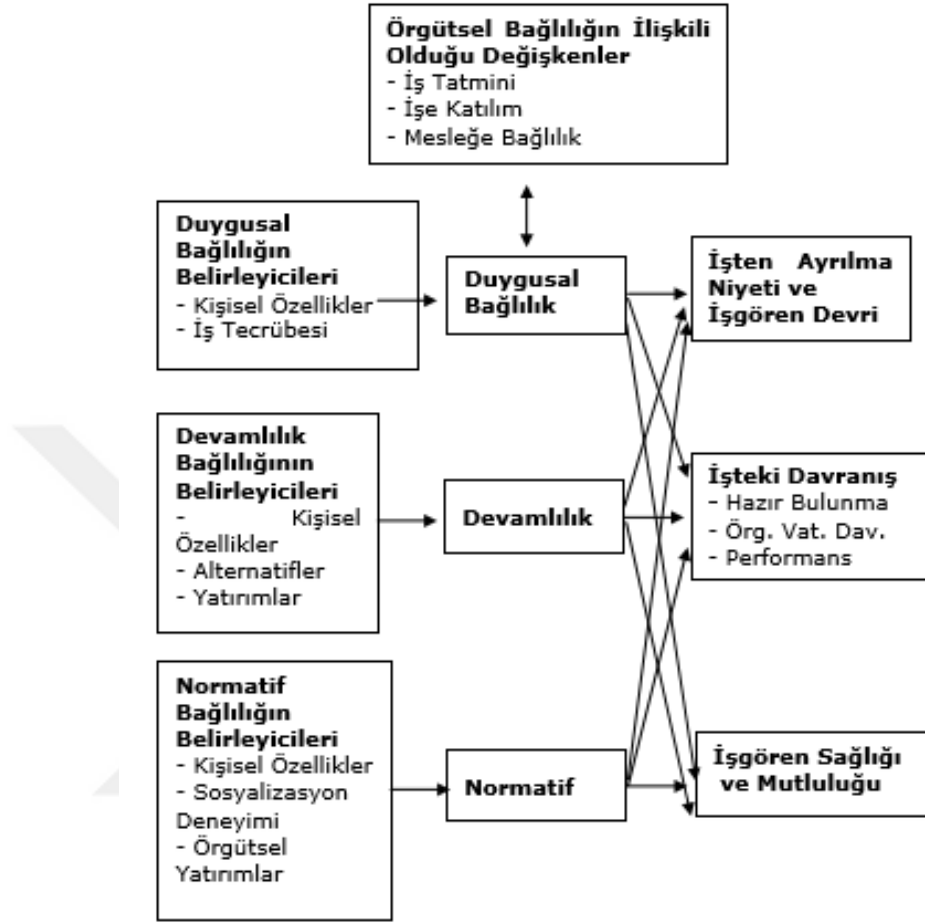 Örgütsel Bağlılığın İlişkili
Olduğu Değişkenler
- İş Tatmini
- İşe Katılım
- Mesleğe Bağlılık
Duygusal
Bağlılığın
Belirleyicileri
- Kişisel Özellikler
- İş Tecrübesi
Duygusal
Bağlılık
İşten Ayrılma
Niyeti ve
İşgören Devri
Devamlılık
Bağlılığının
Belirleyicileri
- Kişisel
Özellikler
- Alternatifler
- Yatırımlar
Devamlılık
İşteki Davranış
- Hazır Bulunma
- Örg. Vat. Dav.
- Performans
Normatif
Bağlılığın
Belirleyicileri
- Kişisel Özellikler
- Sosyalizasyon
Deneyimi
- Örgütsel
Yatırımlar
Normatif
İşgören Sağlığı
ve Mutluluğu